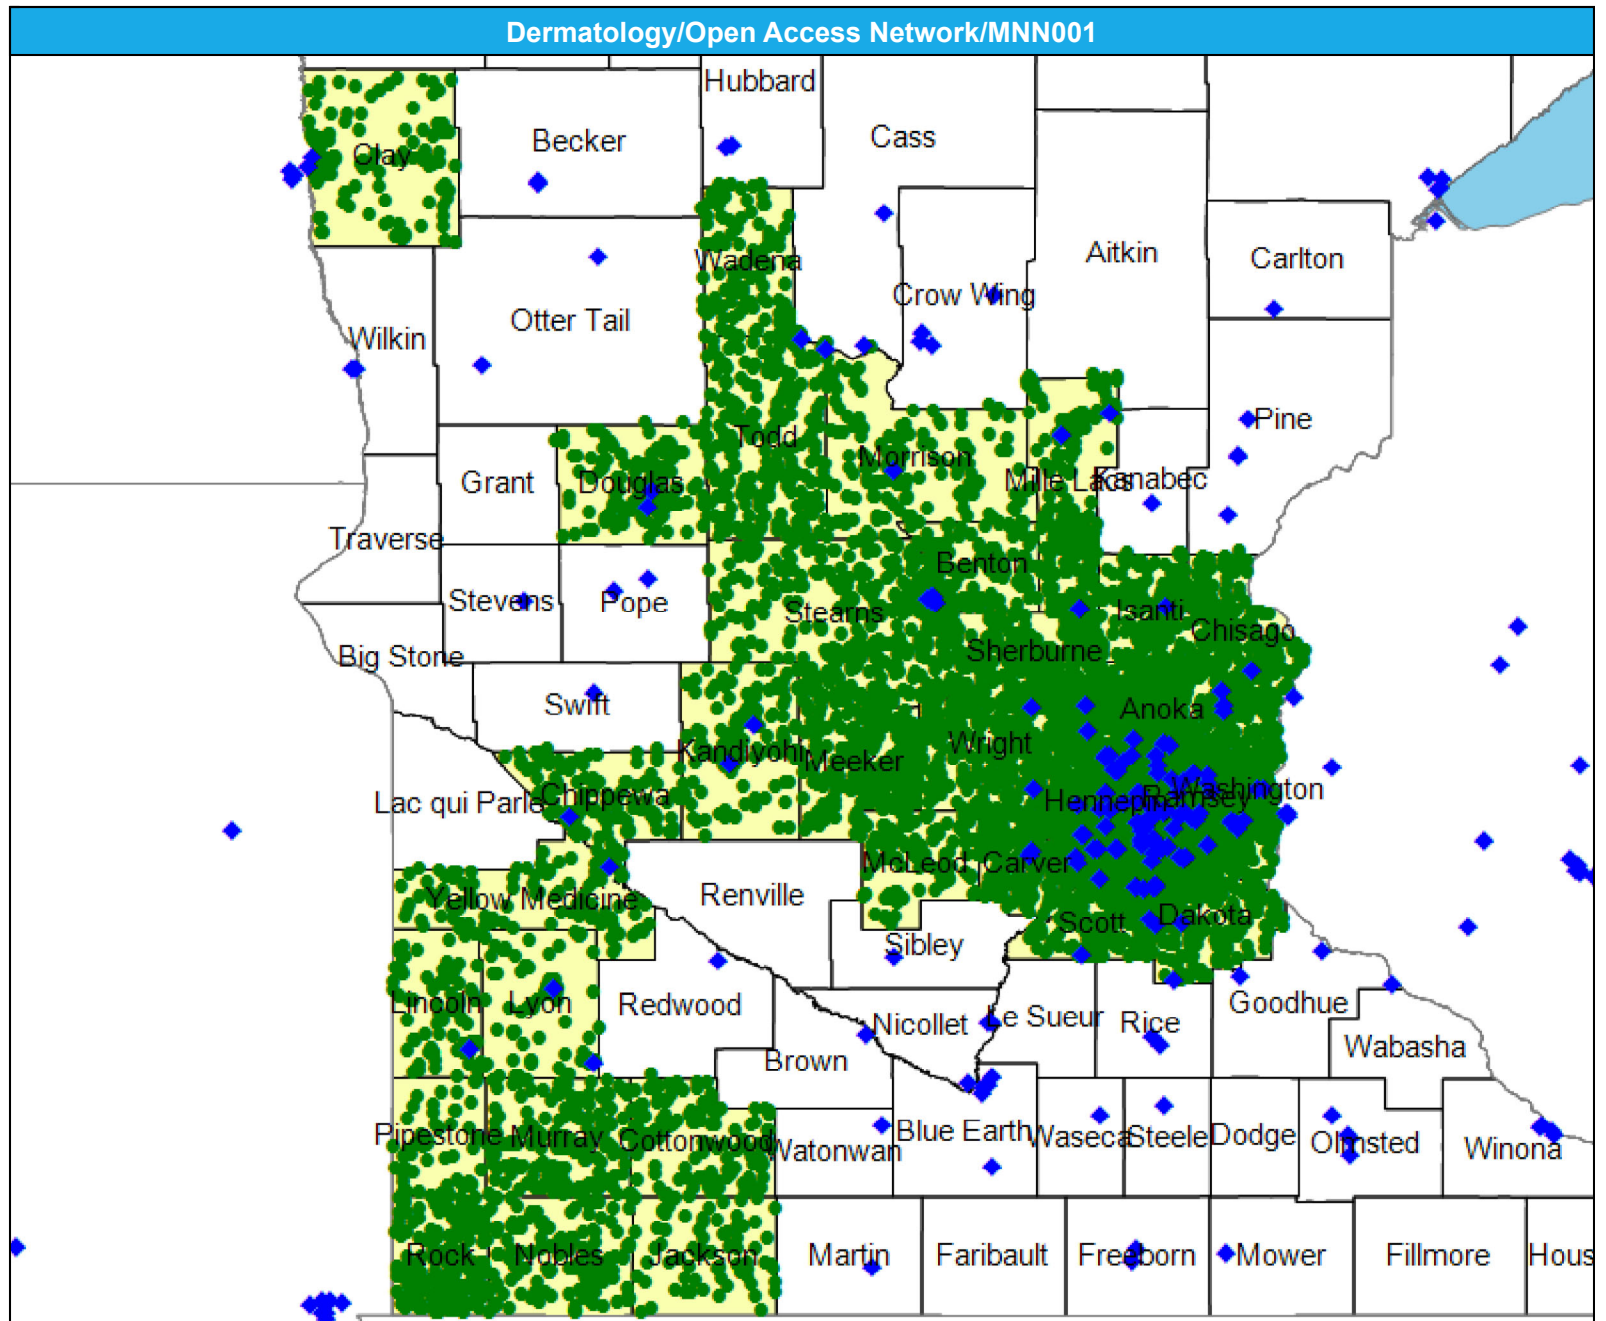 Dermatology/Open Access Network/MNN001
Hubbard
Cass
Becker
Clay
Aitkin
Carlton
Wadena
Crow Wing
Otter Tail
Wilkin
Pine
Todd
Morrison
Mille Lacs
Kanabec
Grant
Douglas
Traverse
Benton
Stevens
Pope
Stearns
Isanti
Chisago
Big Stone
Sherburne
Swift
Anoka
Wright
Kandiyohi
Meeker
Lac qui Parle
Chippewa
Hennepin
Ramsey
Washington
McLeod
Carver
Yellow Medicine
Renville
Scott
Dakota
Sibley
Lincoln
Lyon
Redwood
Nicollet
Le Sueur
Rice
Goodhue
Brown
Wabasha
Pipestone
Murray
Cottonwood
Watonwan
Blue Earth
Waseca
Steele
Dodge
Olmsted
Winona
Rock
Nobles
Jackson
Martin
Faribault
Freeborn
Mower
Fillmore
Hous